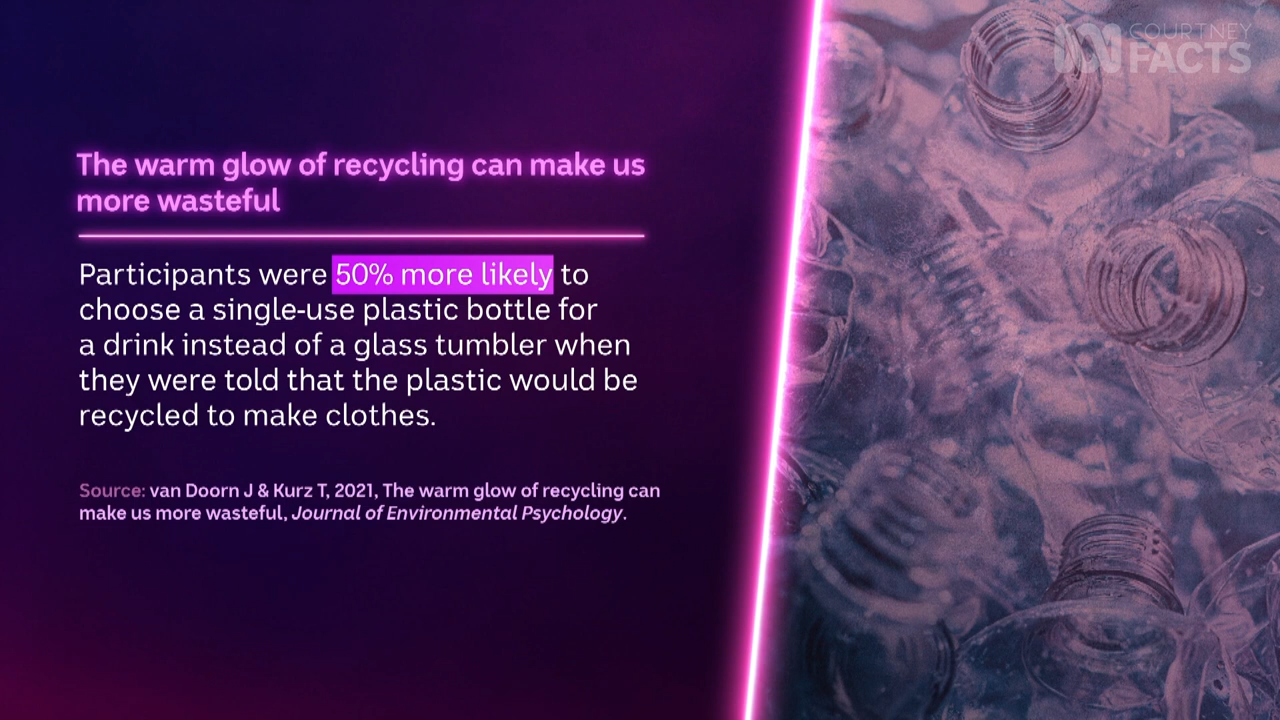 COURTNEY
FACTS
The warm glow of recycling can make us
more wasteful
Participants were 50% more likely to
choose a single-use plastic bottle for
a drink instead of a glass tumbler when
they were told that the plastic would be
recycled to make clothes.
Source: van Doorn J & Kurz T, 2021, The warm glow of recycling can
make us more wasteful, Journal of Environmental Psychology.